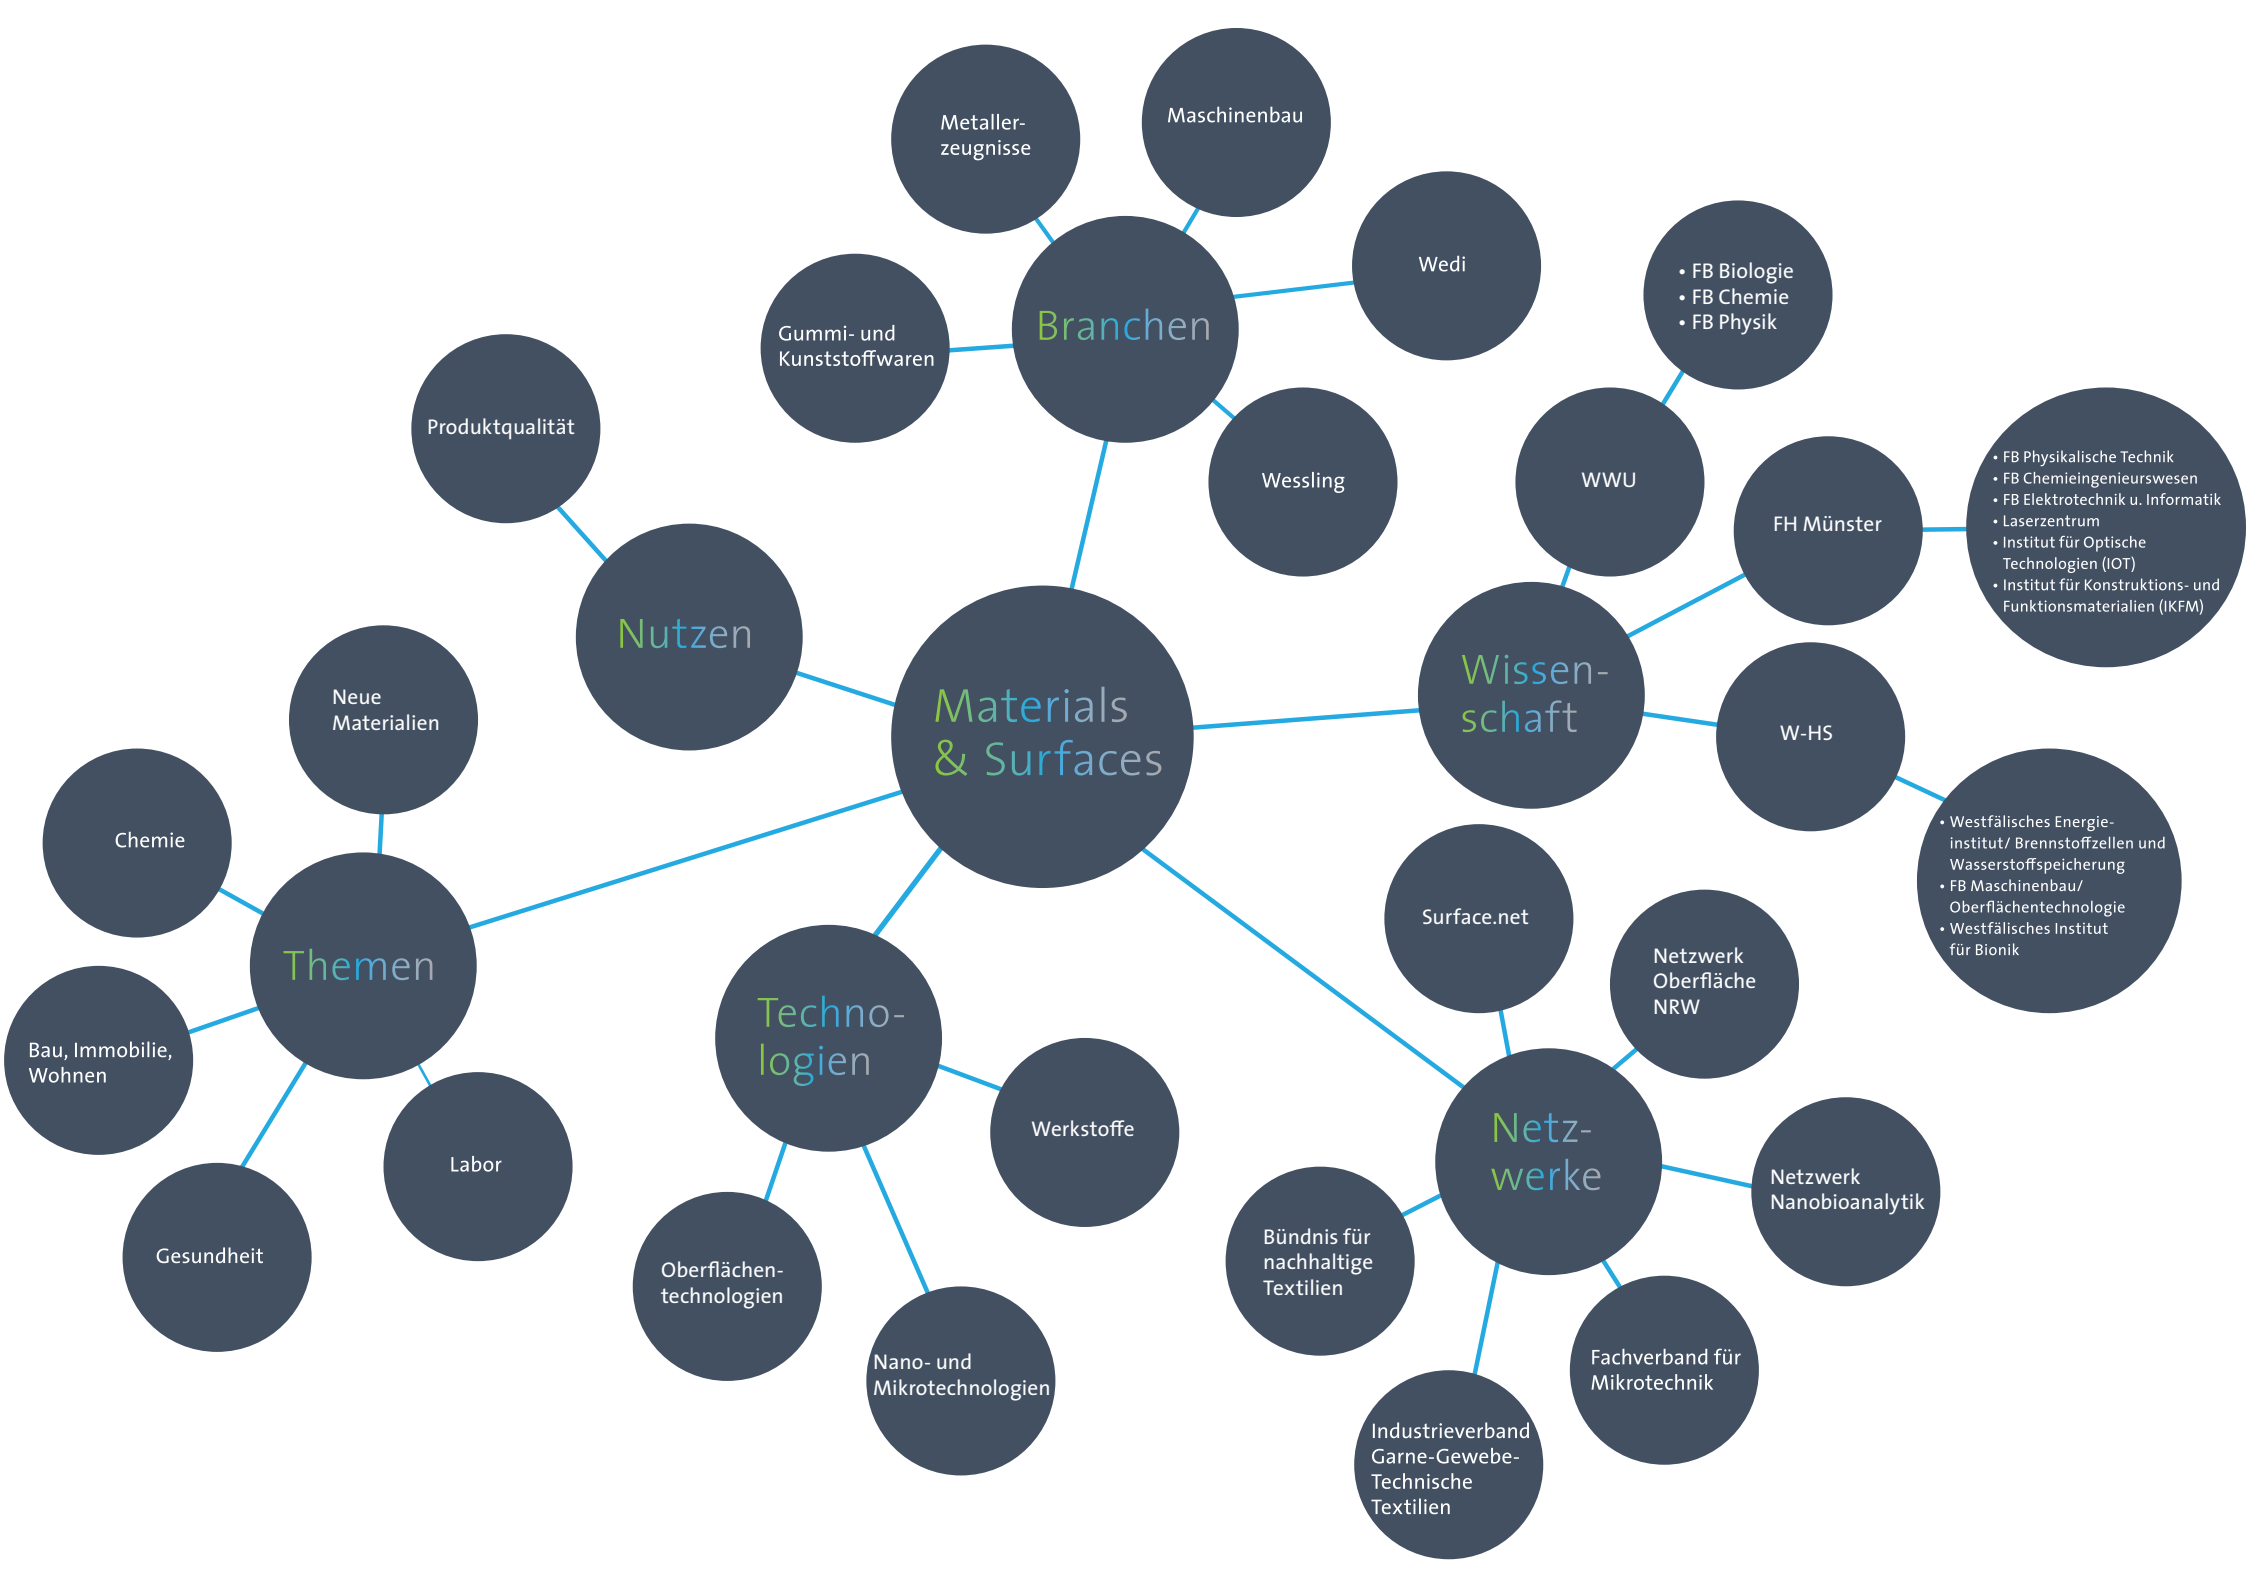 Materials
& Surfaces
Branchen
Metaller-
zeugnisse
Maschinenbau
Wedi
Wessling
Gummi- und
Kunststoffwaren
Wissen-
schaft
WWU
• FB Biologie
• FB Chemie
• FB Physik
FH Münster
• FB Physikalische Technik
• FB Chemieingenieurswesen
• FB Elektrotechnik u. Informatik
• Laserzentrum
• Institut für Optische
Technologien (IOT)
• Institut für Konstruktions- und
Funktionsmaterialien (IKFM)
W-HS
• Westfälisches Energie-
institut/ Brennstoffzellen und
Wasserstoffspeicherung
• FB Maschinenbau/
Oberflächentechnologie
• Westfälisches Institut
für Bionik
Netz-
werke
Surface.net
Netzwerk
Oberfläche
NRW
Netzwerk
Nanobioanalytik
Fachverband für
Mikrotechnik
Industrieverband
Garne-Gewebe-
Technische
Textilien
Bündnis für
nachhaltige
Textilien
Techno-
logien
Werkstoffe
Nano- und
Mikrotechnologien
Oberflächen-
technologien
Themen
Labor
Gesundheit
Bau, Immobilie,
Wohnen
Chemie
Neue
Materialien
Nutzen
Produktqualität